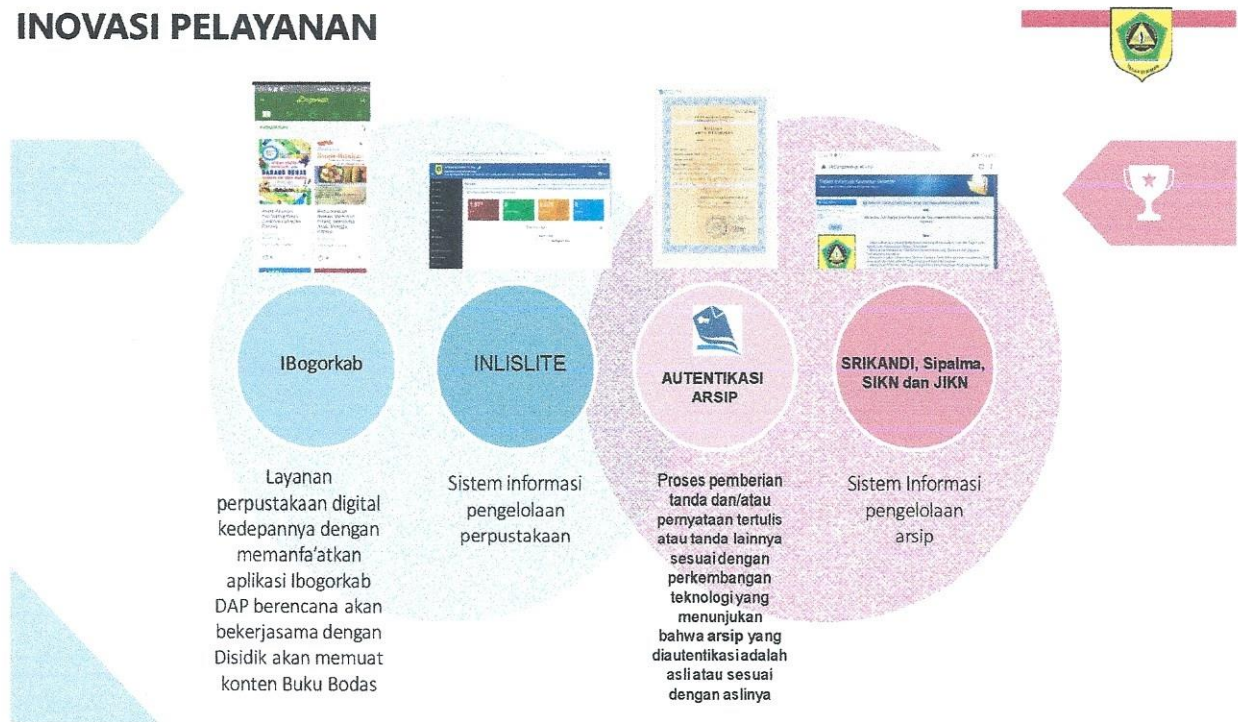 INOVASI PELAYANAN
IBogorkab
INLISLITE
AUTENTIKASI
ARSIP
SRIKANDI, Sipalma,
SIKN dan JIKN
Layanan
perpustakaan digital
kedepannya dengan
memanfa'atkan
aplikasi Ibogorkab
DAP berencana akan
bekerjasama dengan
Disidik akan memuat
konten Buku Bodas
Sistem informasi
pengelolaan
perpustakaan
Proses pemberian
tanda dan/atau
pernyataan tertulis
atau tanda lainnya
sesuai dengan
perkembangan
teknologi yang
menunjukan
bahwa arsip yang
diautentikasi adalah
asli atau sesuai
dengan aslinya
Sistem Informasi
pengelolaan
arsip